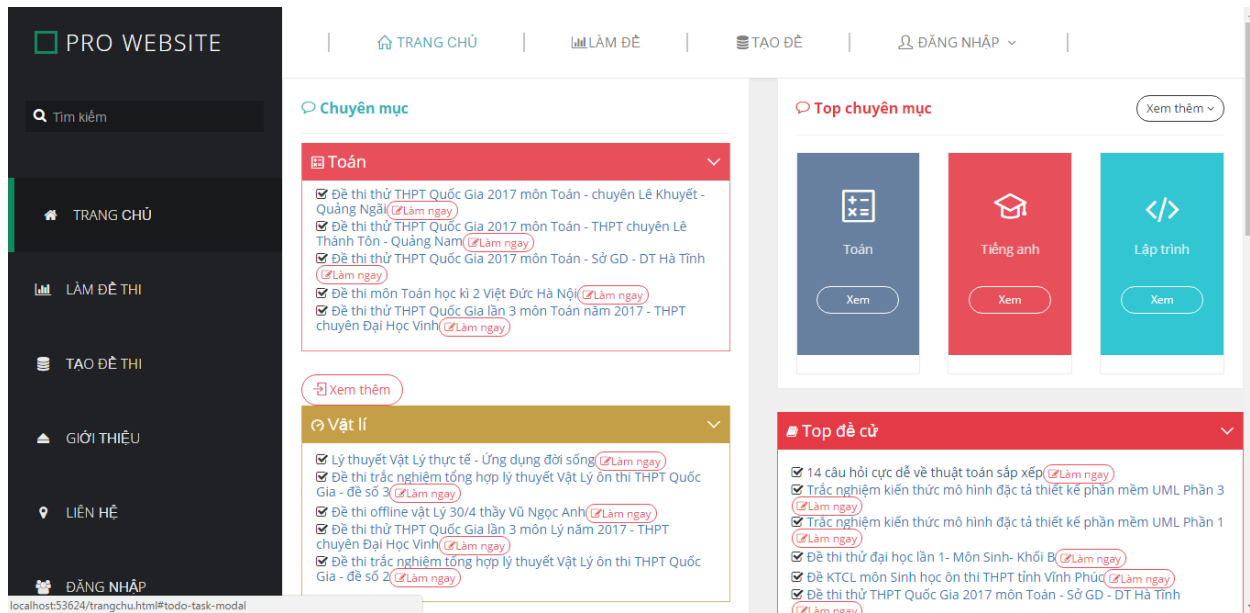 PRO WEBSITE
TRANG CHỦ
LÀM ĐỀ
TẠO ĐỀ
ĐĂNG NHẬP
Tìm kiếm
TRANG CHỦ
LÀM ĐỀ THI
TẠO ĐỀ THI
GIỚI THIỆU
LIÊN HỆ
ĐĂNG NHẬP
localhost:53624/trangchu.html#todo-task-modal
Chuyên mục
Toán
Đề thi thử THPT Quốc Gia 2017 môn Toán - chuyên Lê Khuyết -
Quảng Ngãi Làm ngay
Đề thi thử THPT Quốc Gia 2017 môn Toán - THPT chuyên Lê
Thánh Tôn - Quảng Nam Làm ngay
Đề thi thử THPT Quốc Gia 2017 môn Toán - Sở GD - DT Hà Tĩnh
Làm ngay
Đề thi môn Toán học kì 2 Việt Đức Hà Nội Làm ngay
Đề thi thử THPT Quốc Gia lần 3 môn Toán năm 2017 - THPT
chuyên Đại Học Vinh Làm ngay
Xem thêm
Vật lí
Lý thuyết Vật Lý thực tế - Ứng dụng đời sống Làm ngay
Đề thi trắc nghiệm tổng hợp lý thuyết Vật Lý ôn thi THPT Quốc
Gia - đề số 3 Làm ngay
Đề thi offline vật Lý 30/4 thầy Vũ Ngọc Anh Làm ngay
Đề thi thử THPT Quốc Gia lần 3 môn Lý năm 2017 - THPT
chuyên Đại Học Vinh Làm ngay
Đề thi trắc nghiệm tổng hợp lý thuyết Vật Lý ôn thi THPT Quốc
Gia - đề số 2 Làm ngay
Top chuyên mục
Xem thêm
Toán
Xem
Tiếng anh
Xem
Lập trình
Xem
Top đề cử
14 câu hỏi cực dễ về thuật toán sắp xếp Làm ngay
Trắc nghiệm kiến thức mô hình đặc tả thiết kế phần mềm UML Phần 3
Làm ngay
Trắc nghiệm kiến thức mô hình đặc tả thiết kế phần mềm UML Phần 1
Làm ngay
Đề thi thử đại học lần 1- Môn Sinh- Khối B Làm ngay
Đề KTCL môn Sinh học ôn thi THPT tỉnh Vĩnh Phúc Làm ngay
Đề thi thử THPT Quốc Gia 2017 môn Toán - Sở GD - DT Hà Tĩnh
Làm ngay